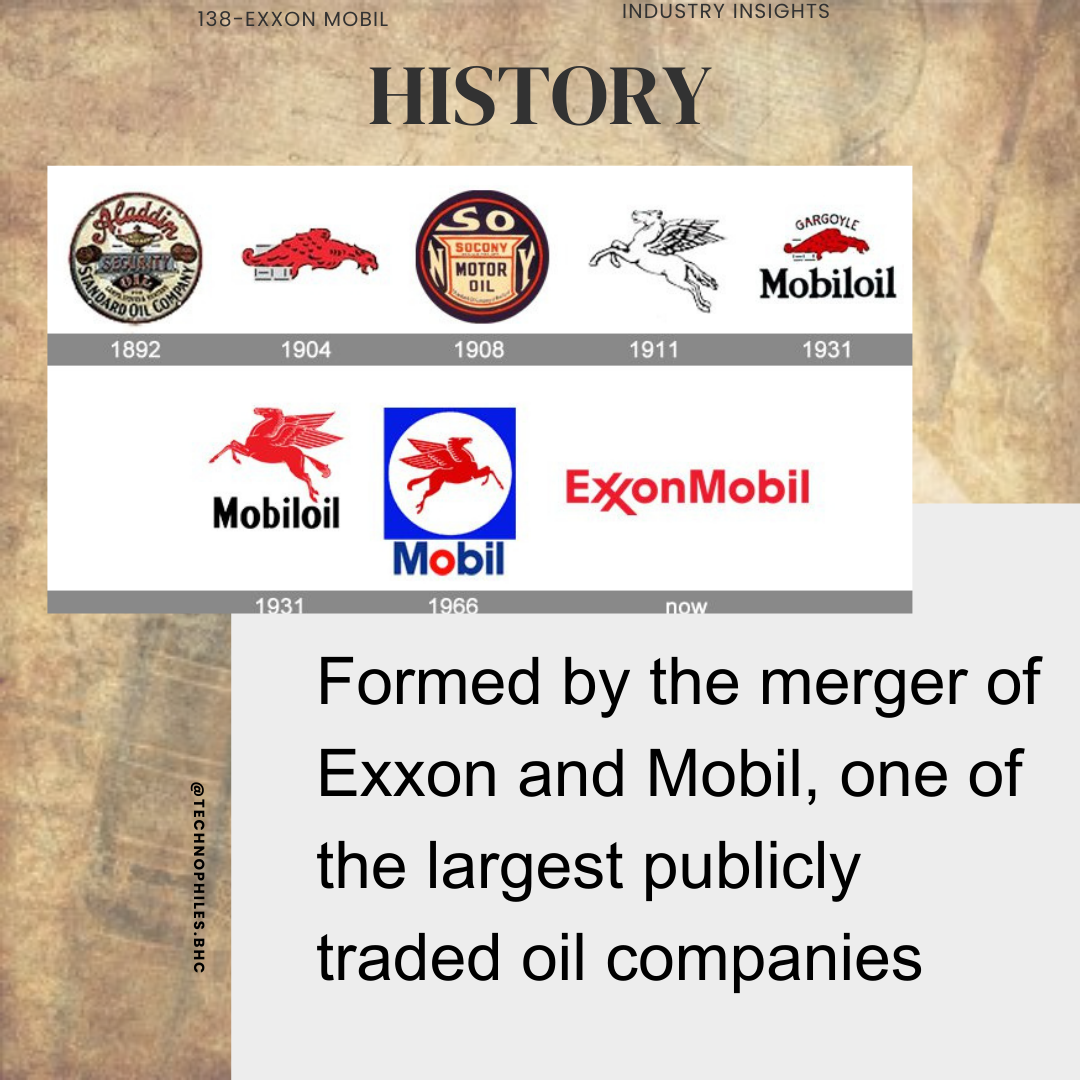 138-EXXON MOBIL
INDUSTRY INSIGHTS
HISTORY
Aladdin
SECURITY
OIL
STANDARD OIL COMPANY
SO
NY
SOCONY
MOTOR
OIL
GARGOYLE
Mobiloil
1892 1904 1908 1911 1931
Mobiloil
Mobil
ExxonMobil
1931 1966 now
Formed by the merger of
Exxon and Mobil, one of
the largest publicly
traded oil companies
@TECHNOPHILES.BHC